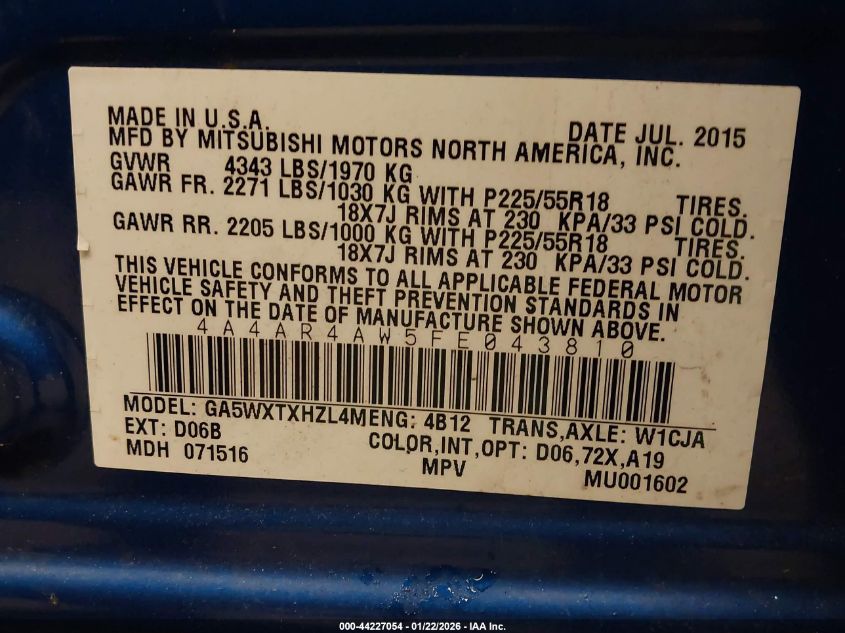 MADE IN U.S.A. DATE JUL. 2015
MFD BY MITSUBISHI MOTORS NORTH AMERICA, INC.
GVWR 4343 LBS/1970 KG
GAWR FR. 2271 LBS/1030 KG WITH P225/55R18 TIRES.
18X7J RIMS AT 230 KPA/33 PSI COLD.
GAWR RR. 2205 LBS/1000 KG WITH P225/55R18 TIRES.
18X7J RIMS AT 230 KPA/33 PSI COLD.
THIS VEHICLE CONFORMS TO ALL APPLICABLE FEDERAL MOTOR
VEHICLE SAFETY AND THEFT PREVENTION STANDARDS IN
EFFECT ON THE DATE OF MANUFACTURE SHOWN ABOVE.
4A4AR4AW5FE043810
MODEL: GA5WXTXHZL4MENG: 4B12 TRANS,AXLE: W1CJA
EXT: D06B COLOR,INT,OPT: D06,72X,A19
MDH 071516 MPV MU001602
000-44227054 - 01/22/2026 - IAA Inc.